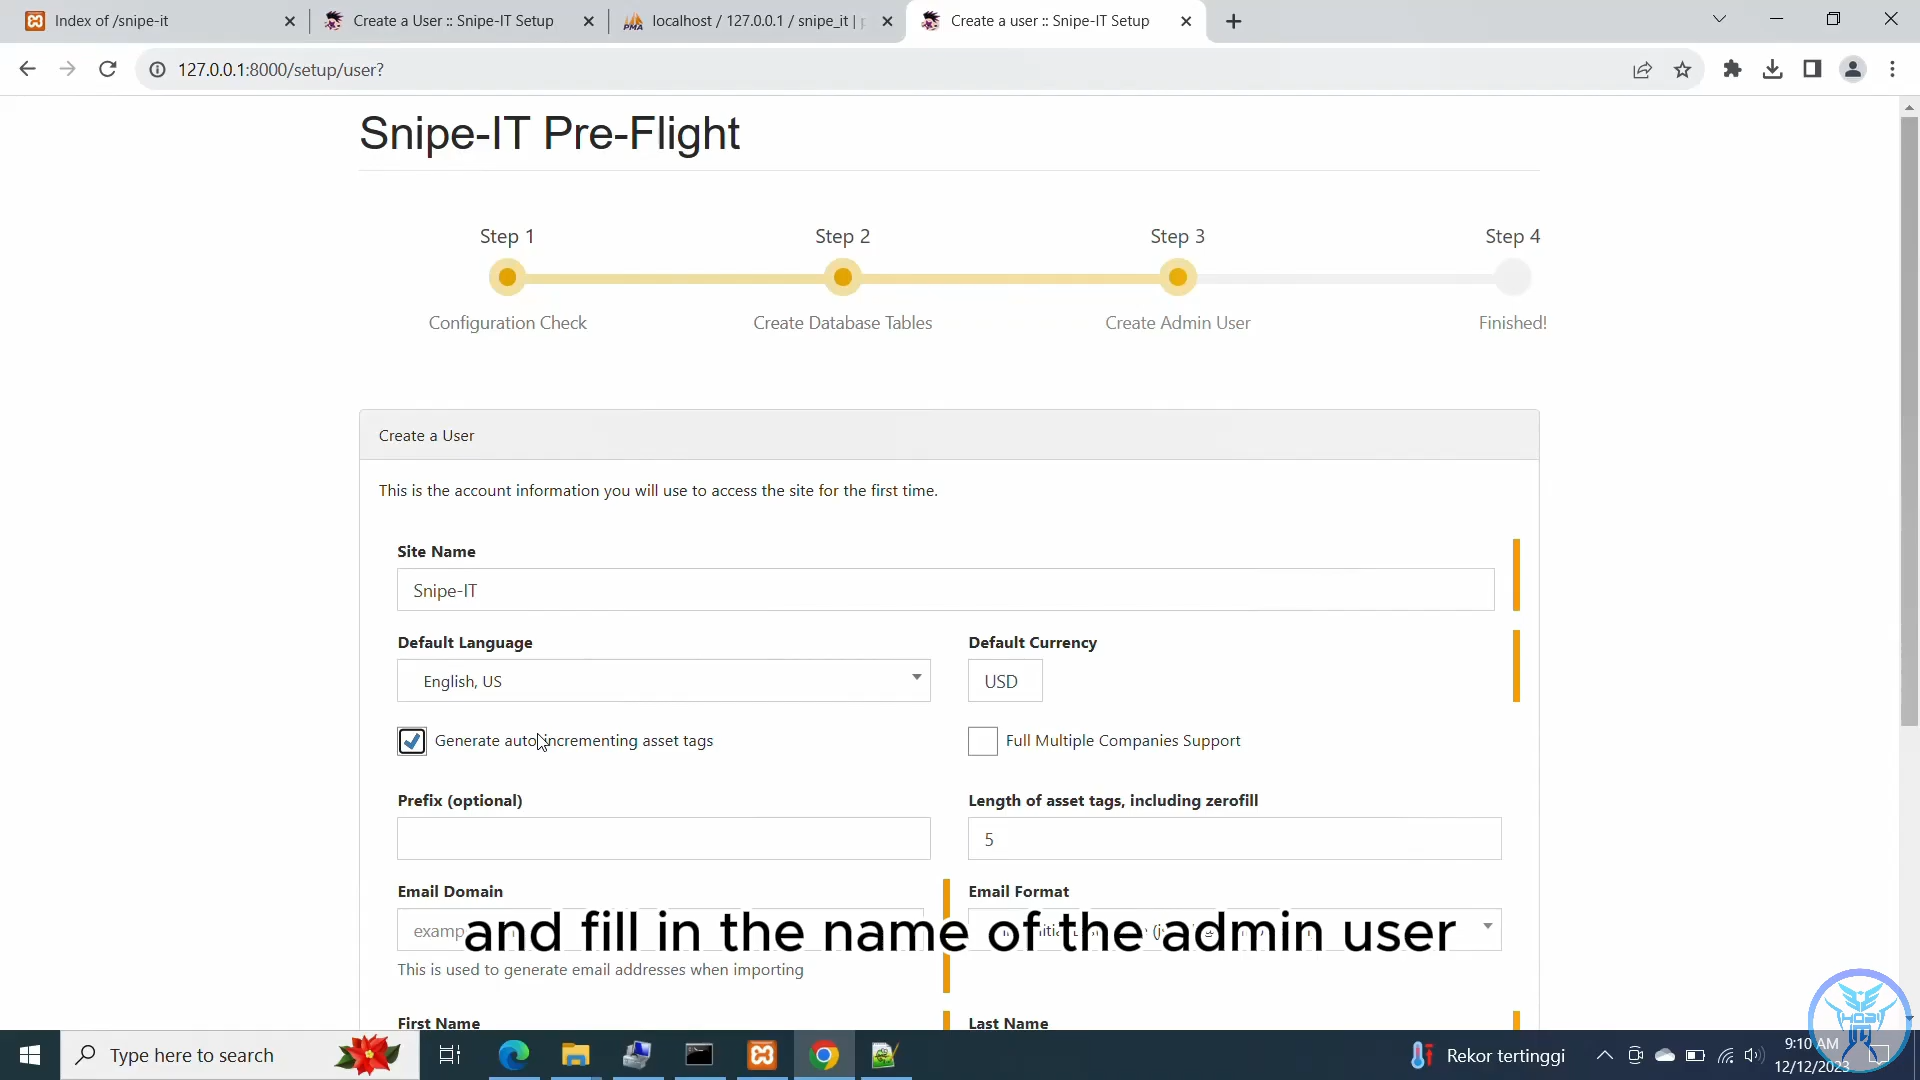 Index of /snipe-it
Create a User :: Snipe-IT Setup
PMA
localhost / 127.0.0.1 / snipe_it |
Create a user :: Snipe-IT Setup
127.0.0.1:8000/setup/user?
Snipe-IT Pre-Flight
Step 1
Step 2
Step 3
Step 4
Configuration Check
Create Database Tables
Create Admin User
Finished!
Create a User
This is the account information you will use to access the site for the first time.
Site Name
Snipe-IT
Default Language
Default Currency
English, US
USD
Generate auto-incrementing asset tags
Full Multiple Companies Support
Prefix (optional)
Length of asset tags, including zerofill
5
Email Domain
Email Format
and fill in the name of the admin user
This is used to generate email addresses when importing
First Name
Last Name
Type here to search
Rekor tertinggi
9:10 AM
12/12/2023